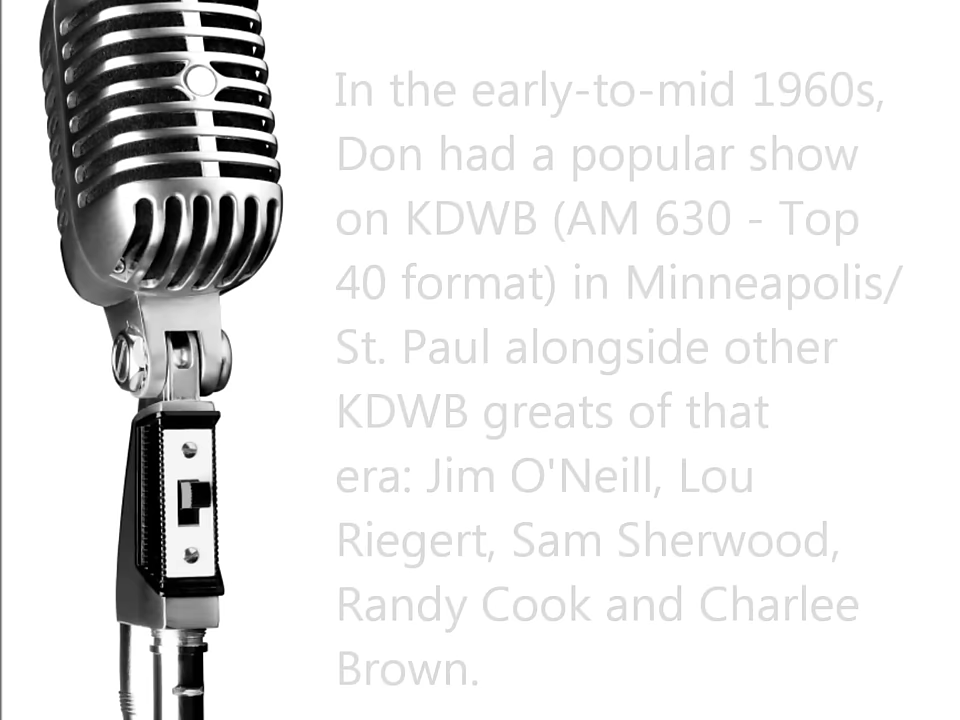 In the early-to-mid 1960s,
Don had a popular show
on KDWB (AM 630 - Top
40 format) in Minneapolis/
St. Paul alongside other
KDWB greats of that
era: Jim O'Neill, Lou
Riegert, Sam Sherwood,
Randy Cook and Charlee
Brown.